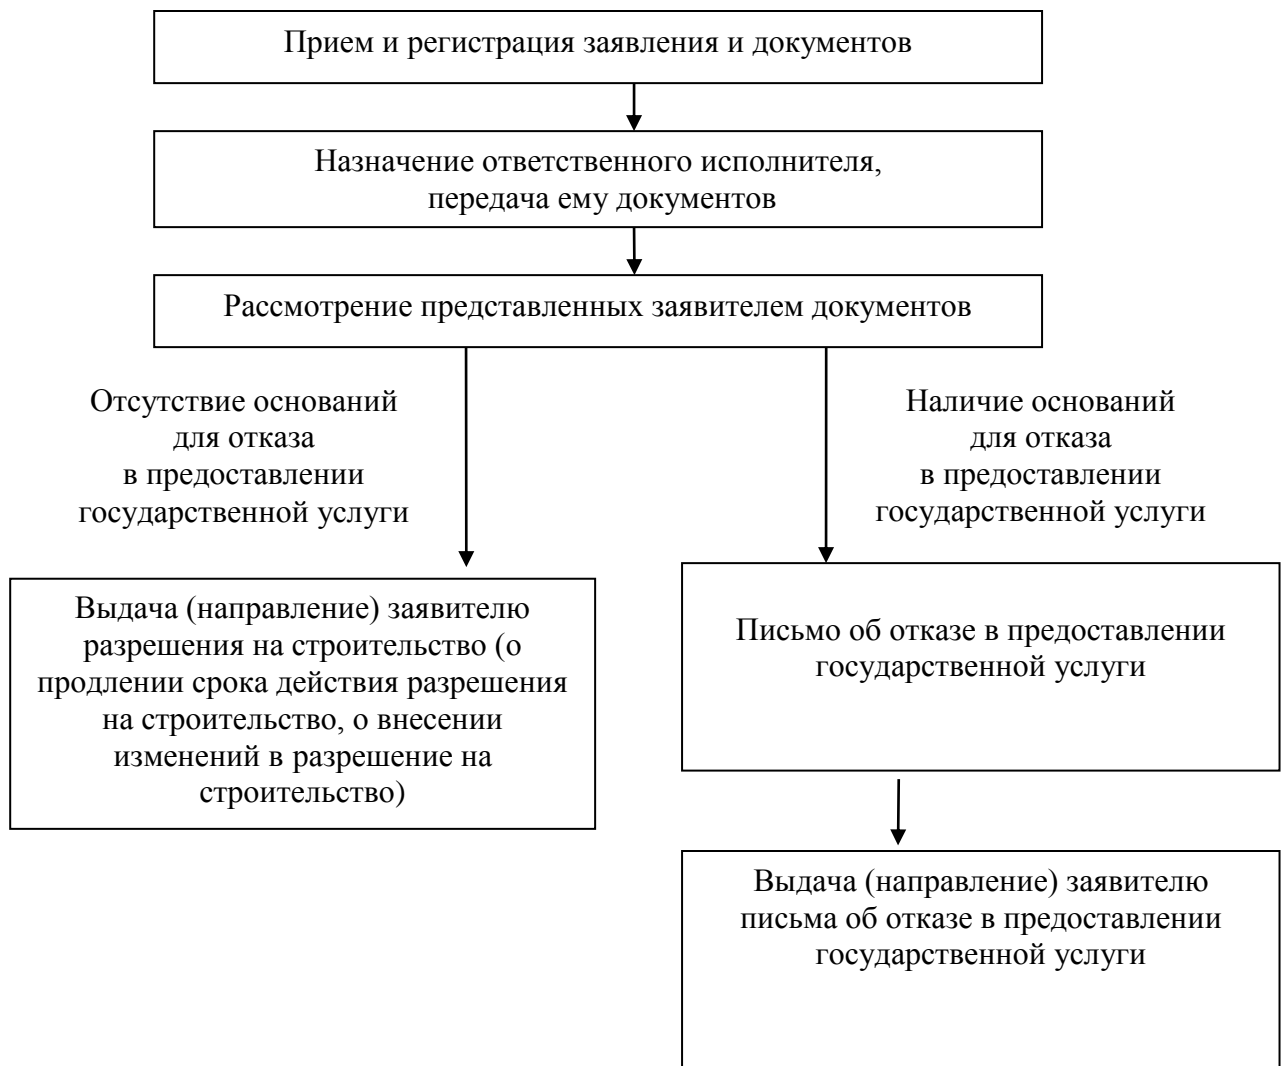 Прием и регистрация заявления и документов
Назначение ответственного исполнителя,
передача ему документов
Рассмотрение представленных заявителем документов
Отсутствие оснований
для отказа
в предоставлении
государственной услуги
Наличие оснований
для отказа
в предоставлении
государственной услуги
Выдача (направление) заявителю
разрешения на строительство (о
продлении срока действия разрешения
на строительство, о внесении
изменений в разрешение на
строительство)
Письмо об отказе в предоставлении
государственной услуги
Выдача (направление) заявителю
письма об отказе в предоставлении
государственной услуги